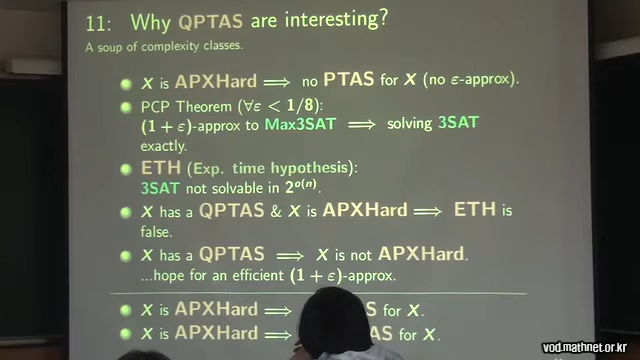 11: Why QPTAS are interesting?
A soup of complexity classes.
X is APXHard ⟹ no PTAS for X (no ε-approx).
PCP Theorem (∀ε < 1/8):
(1 + ε)-approx to Max3SAT ⟹ solving 3SAT
exactly.
ETH (Exp. time hypothesis):
3SAT not solvable in 2^{o(n)}.
X has a QPTAS & X is APXHard ⟹ ETH is
false.
X has a QPTAS ⟹ X is not APXHard.
...hope for an efficient (1 + ε)-approx.
X is APXHard ⟹ S for X.
X is APXHard ⟹ AS for X.
vod.mathnet.or.kr